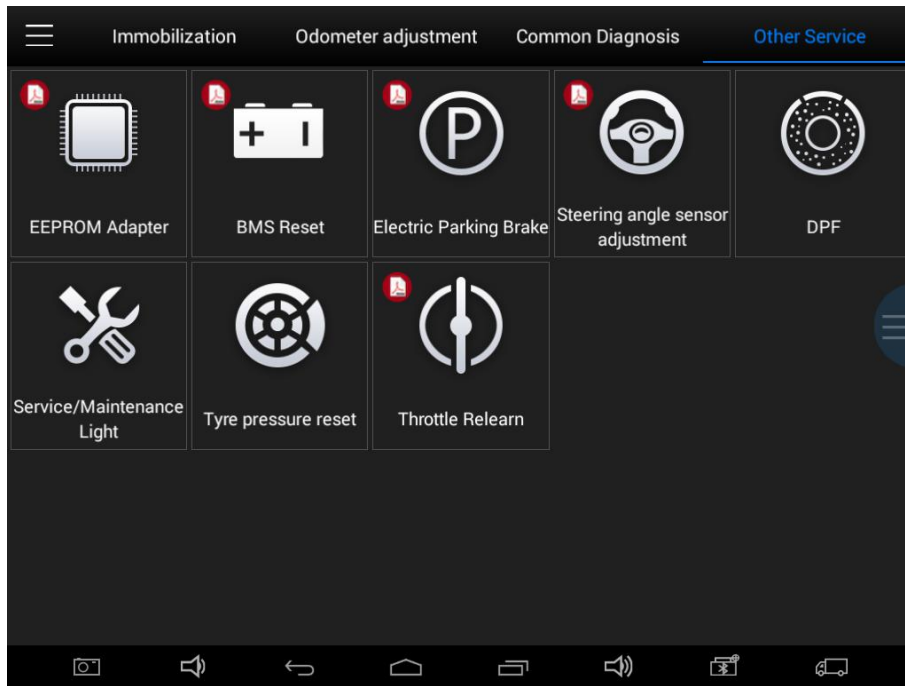 Immobilization
Odometer adjustment
Common Diagnosis
Other Service
EEPROM Adapter
BMS Reset
P
Electric Parking Brake
Steering angle sensor
adjustment
DPF
Service/Maintenance
Light
Tyre pressure reset
Throttle Relearn